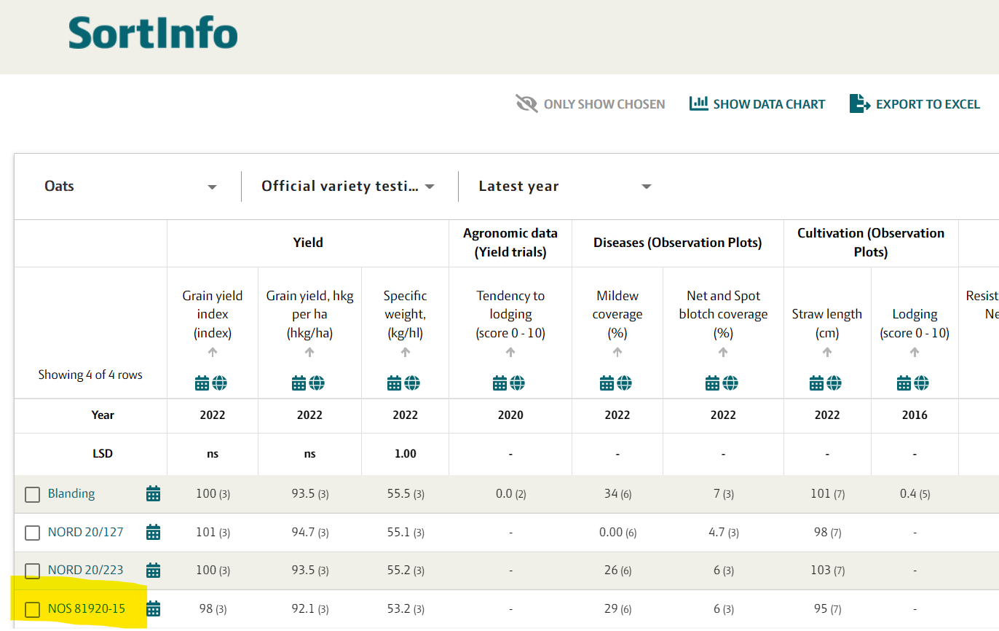 SortInfo
ONLY SHOW CHOSEN SHOW DATA CHART EXPORT TO EXCEL
Oats Official variety testi... Latest year
Yield Agronomic data (Yield trials) Diseases (Observation Plots) Cultivation (Observation Plots)
Showing 4 of 4 rows Grain yield index (index) Grain yield, hkg per ha (hkg/ha) Specific weight, (kg/hl) Tendency to lodging (score 0 - 10) Mildew coverage (%) Net and Spot blotch coverage (%) Straw length (cm) Lodging (score 0 - 10) Resist Ne
Year 2022 2022 2022 2020 2022 2022 2022 2016
LSD ns ns 1.00 - - - - -
Blanding 100 (3) 93.5 (3) 55.5 (3) 0.0 (2) 34 (6) 7 (3) 101 (7) 0.4 (5)
NORD 20/127 101 (3) 94.7 (3) 55.1 (3) - 0.00 (6) 4.7 (3) 98 (7) -
NORD 20/223 100 (3) 93.5 (3) 55.2 (3) - 26 (6) 6 (3) 103 (7) -
NOS 81920-15 98 (3) 92.1 (3) 53.2 (3) - 29 (6) 6 (3) 95 (7) -